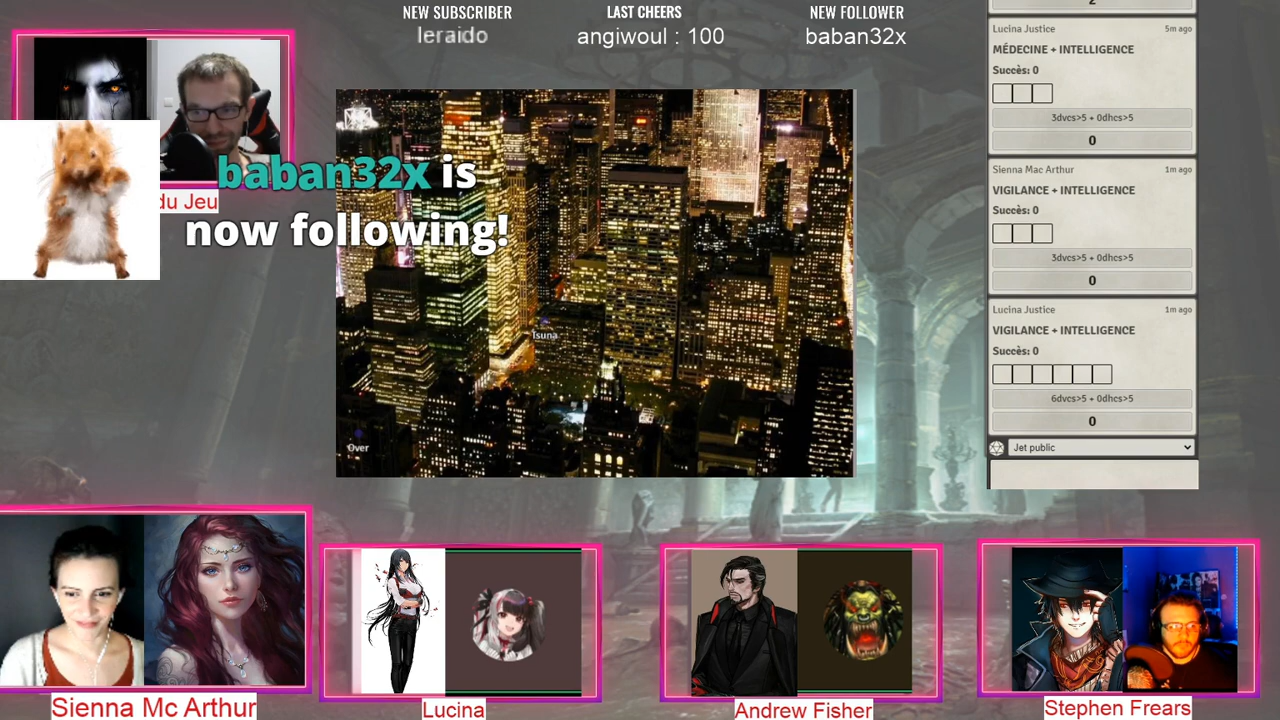 NEW SUBSCRIBER
leraido
LAST CHEERS
angiwoul : 100
NEW FOLLOWER
baban32x
du Jeu
baban32x is
now following!
Tsuna
Over
2
Lucina Justice 5m ago
MÉDECINE + INTELLIGENCE
Succès: 0
3dvcs>5 + 0dhcs>5
0
Sienna Mac Arthur 1m ago
VIGILANCE + INTELLIGENCE
Succès: 0
3dvcs>5 + 0dhcs>5
0
Lucina Justice 1m ago
VIGILANCE + INTELLIGENCE
Succès: 0
6dvcs>5 + 0dhcs>5
0
Jet public
Sienna Mc Arthur
Lucina
Andrew Fisher
Stephen Frears